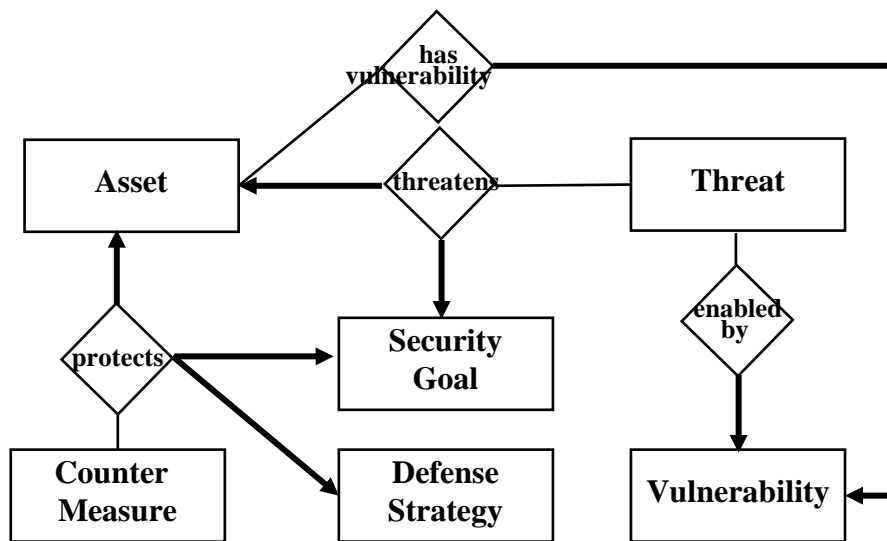 has
vulnerability
Asset
threatens
Threat
enabled
by
protects
Security
Goal
Counter
Measure
Defense
Strategy
Vulnerability